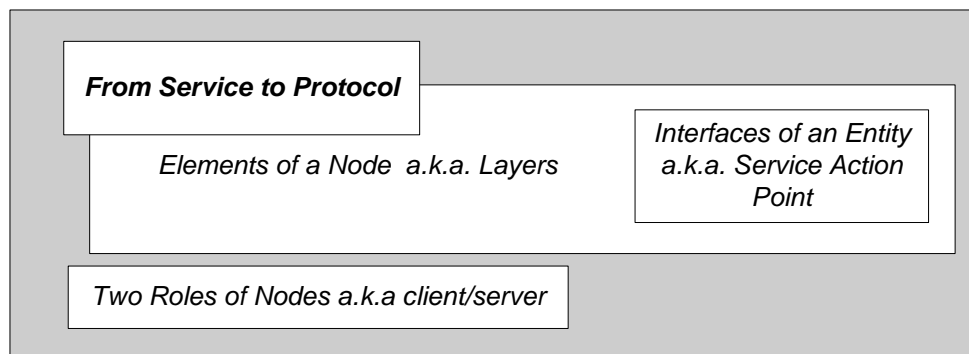 From Service to Protocol
Elements of a Node a.k.a. Layers
Interfaces of an Entity
a.k.a. Service Action
Point
Two Roles of Nodes a.k.a client/server